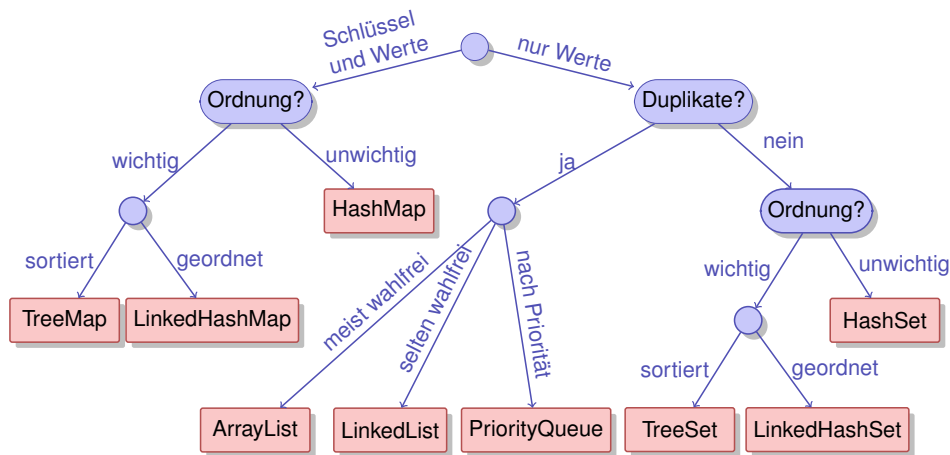 Schlüssel
und Werte
nur Werte
Ordnung?
Duplikate?
wichtig
unwichtig
ja
nein
HashMap
Ordnung?
sortiert
geordnet
meist wahlfrei
selten wahlfrei
nach Priorität
wichtig
unwichtig
TreeMap
LinkedHashMap
HashSet
sortiert
geordnet
ArrayList
LinkedList
PriorityQueue
TreeSet
LinkedHashSet